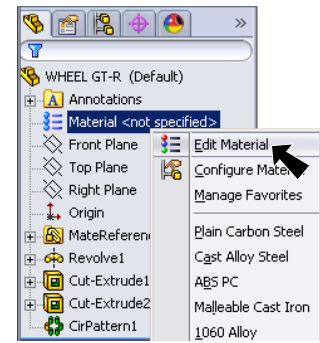 »
WHEEL GT-R (Default)
Annotations
Material <not specified>
Front Plane
Top Plane
Right Plane
Origin
MateReferen
Revolve1
Cut-Extrude1
Cut-Extrude2
CirPattern1
Edit Material
Configure Mater
Manage Favorites
Plain Carbon Steel
Cast Alloy Steel
ABS PC
Malleable Cast Iron
1060 Alloy